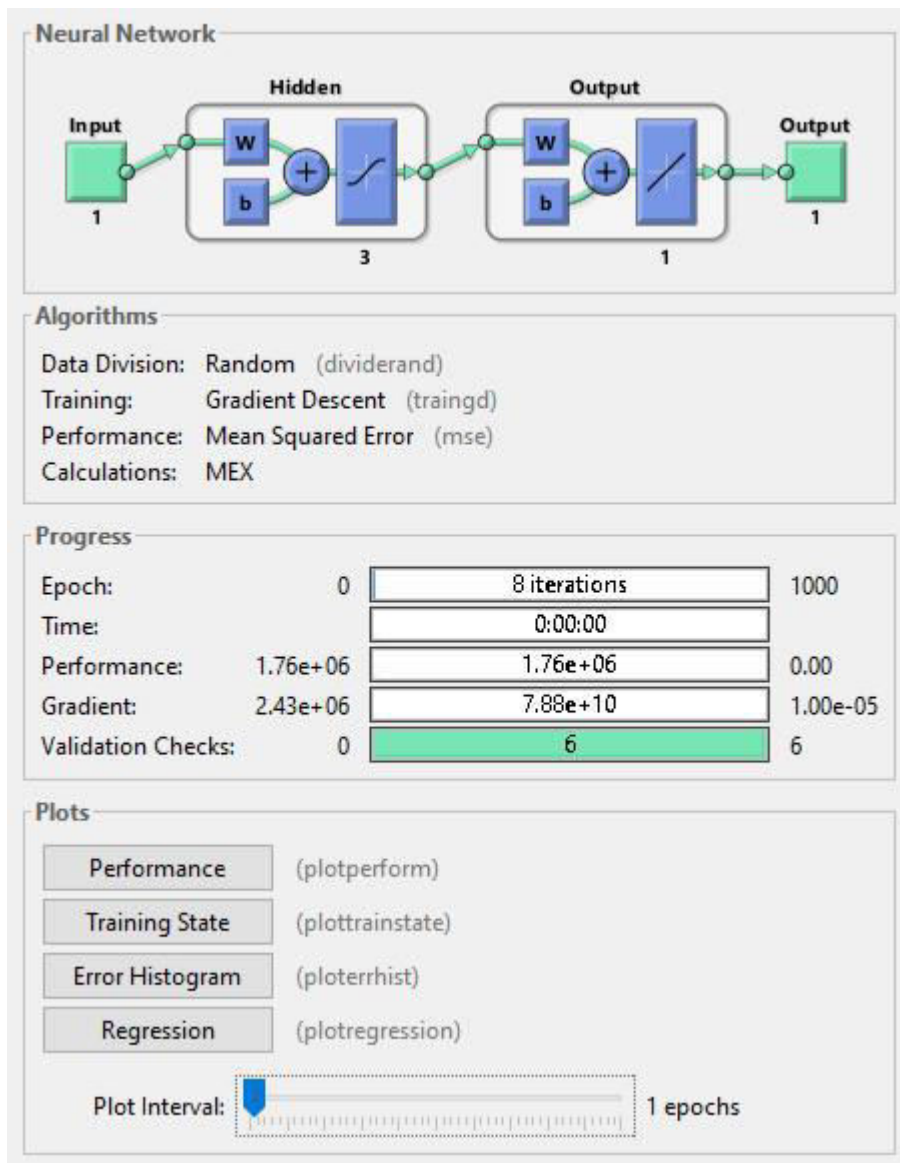 Neural Network
Hidden
Output
Input
Output
W
W
+
+
b
b
1
1
3
1
Algorithms
Data Division: Random (dividerand)
Training: Gradient Descent (traingd)
Performance: Mean Squared Error (mse)
Calculations: MEX
Progress
Epoch: 0 8 iterations 1000
Time: 0:00:00
Performance: 1.76e+06 1.76e+06 0.00
Gradient: 2.43e+06 7.88e+10 1.00e-05
Validation Checks: 0 6 6
Plots
Performance (plotperform)
Training State (plottrainstate)
Error Histogram (ploterrhist)
Regression (plotregression)
Plot Interval: 1 epochs